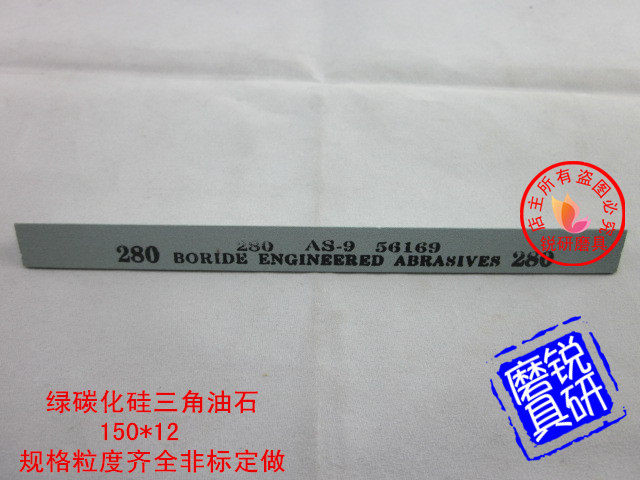 店主所有盗图必究
锐研磨具
280 AS-9 56169
280 BORIDE ENGINEERED ABRASIVES 280
绿碳化硅三角油石
150*12
规格粒度齐全非标定做
锐研
磨具